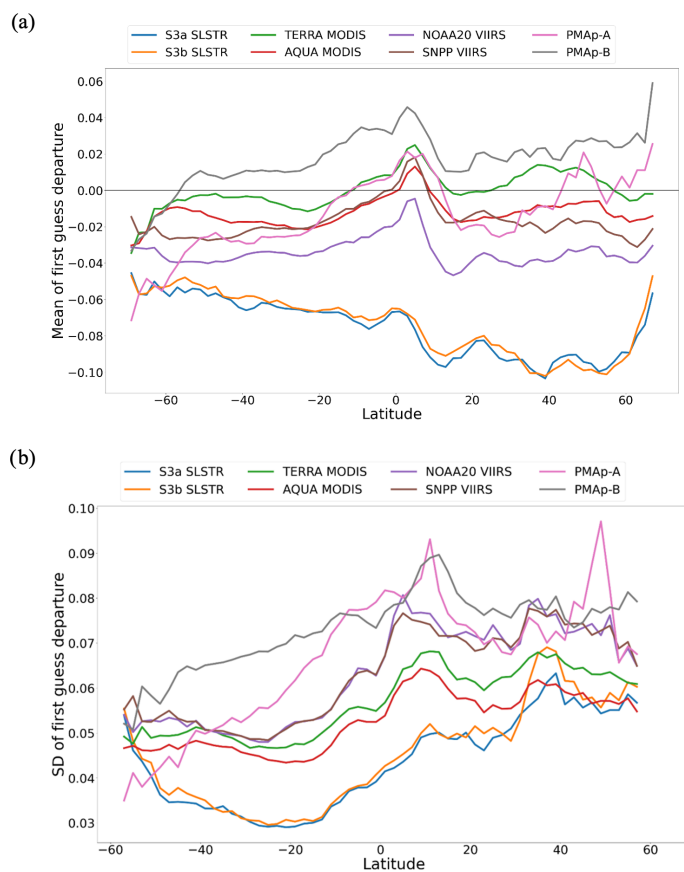 (a)
S3a SLSTR TERRA MODIS NOAA20 VIIRS PMAp-A
S3b SLSTR AQUA MODIS SNPP VIIRS PMAp-B
Mean of first guess departure
0.06
0.04
0.02
0.00
−0.02
−0.04
−0.06
−0.08
−0.10
−60 −40 −20 0 20 40 60
Latitude
(b)
S3a SLSTR TERRA MODIS NOAA20 VIIRS PMAp-A
S3b SLSTR AQUA MODIS SNPP VIIRS PMAp-B
SD of first guess departure
0.10
0.09
0.08
0.07
0.06
0.05
0.04
0.03
−60 −40 −20 0 20 40 60
Latitude